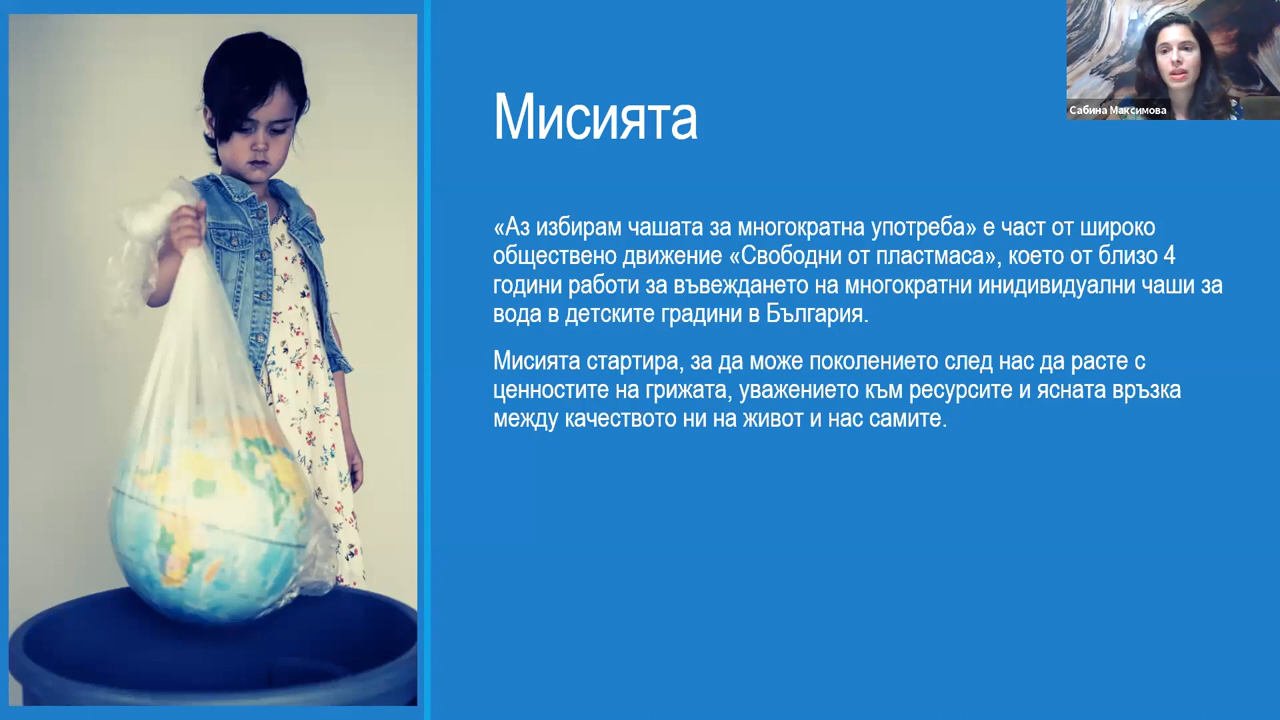 Сабина Максимова
Мисията
«Аз избирам чашата за многократна употреба» е част от широко
обществено движение «Свободни от пластмаса», което от близо 4
години работи за въвеждането на многократни инидивидуални чаши за
вода в детските градини в България.
Мисията стартира, за да може поколението след нас да расте с
ценностите на грижата, уважението към ресурсите и ясната връзка
между качеството ни на живот и нас самите.